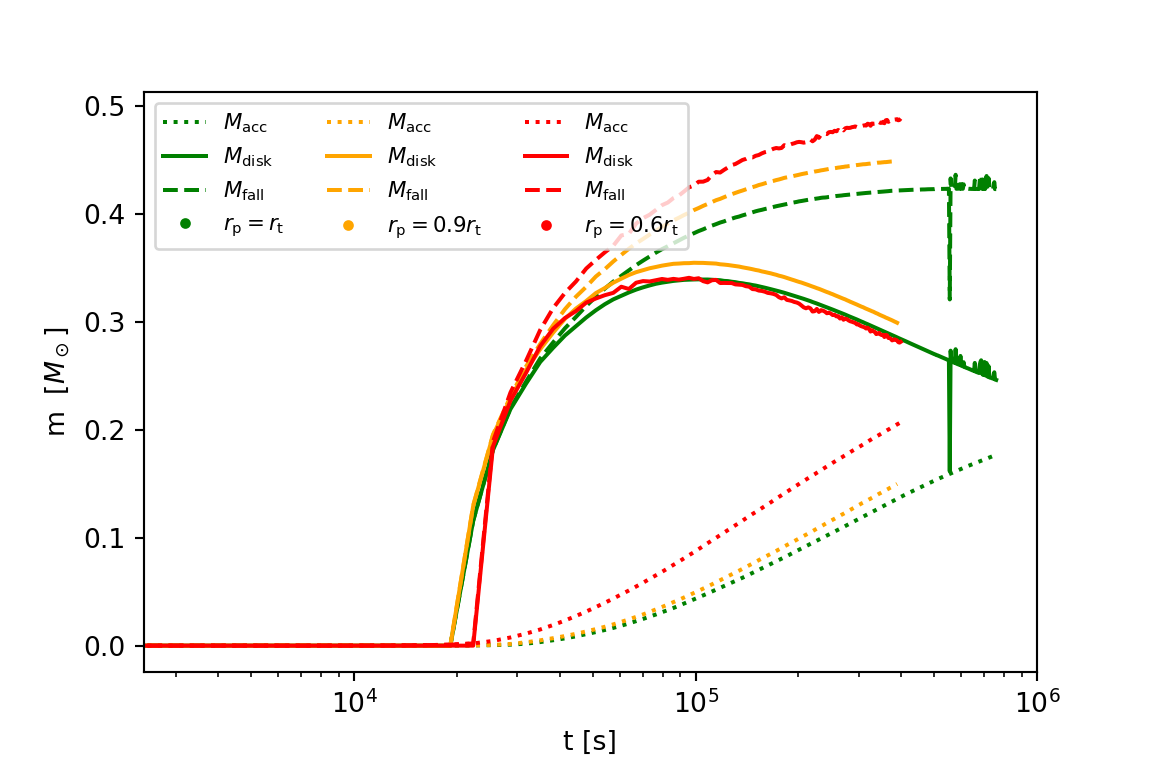 0.5
0.4
0.3
0.2
0.1
0.0
m [M⊙]
M_acc M_acc M_acc
M_disk M_disk M_disk
M_fall M_fall M_fall
r_p = r_t r_p = 0.9r_t r_p = 0.6r_t
10^4 10^5 10^6
t [s]